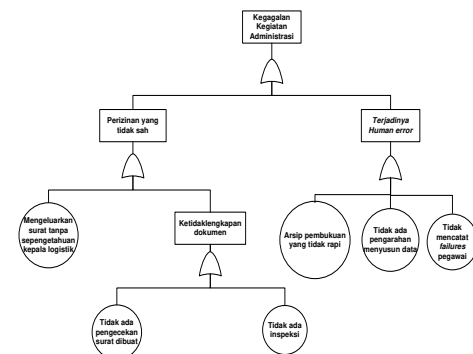 Kegagalan
Kegiatan
Administrasi
Perizinan yang
tidak sah
Terjadinya
Human error
Mengeluarkan
surat tanpa
sepengetahuan
kepala logistik
Ketidaklengkapan
dokumen
Arsip pembukuan
yang tidak rapi
Tidak ada
pengarahan
menyusun data
Tidak
mencatat
failures
pegawai
Tidak ada
pengecekan
surat dibuat
Tidak ada
inspeksi